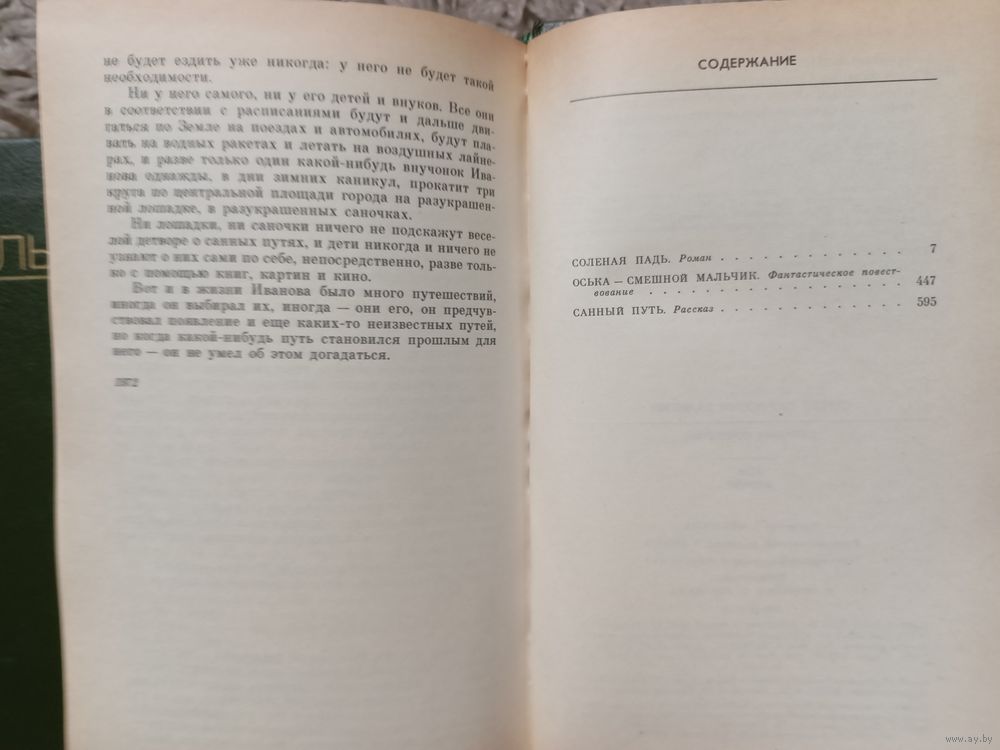 не будет ездить уже никогда: у него не будет такой
необходимости.
Ни у него самого, ни у его детей и внуков. Все они
в соответствии с расписаниями будут и дальше дви-
гаться по Земле на поездах и автомобилях, будут пла-
вать на водных ракетах и летать на воздушных лайне-
рах, и разве только один какой-нибудь внучонок Ива-
нова однажды, в дни зимних каникул, прокатит три
круга по центральной площади города на разукрашен-
ной лошадке, в разукрашенных саночках.
Ни лошадки, ни саночки ничего не подскажут весе-
лой детворе о санных путях, и дети никогда и ничего не
узнают о них сами по себе, непосредственно, разве толь-
ко с помощью книг, картин и кино.
Вот и в жизни Иванова было много путешествий,
иногда он выбирал их, иногда — они его, он предчув-
ствовал появление и еще каких-то неизвестных путей,
но когда какой-нибудь путь становился прошлым для
него — он не умел об этом догадаться.
1972
СОДЕРЖАНИЕ
СОЛЕНАЯ ПАДЬ. Роман . . . . . . . . . . . . . . 7
ОСЬКА — СМЕШНОЙ МАЛЬЧИК. Фантастическое повест-
вование . . . . . . . . . . . . . . . . . . . 447
САННЫЙ ПУТЬ. Рассказ . . . . . . . . . . . . . . 595
ЛЬ
www.ay.by